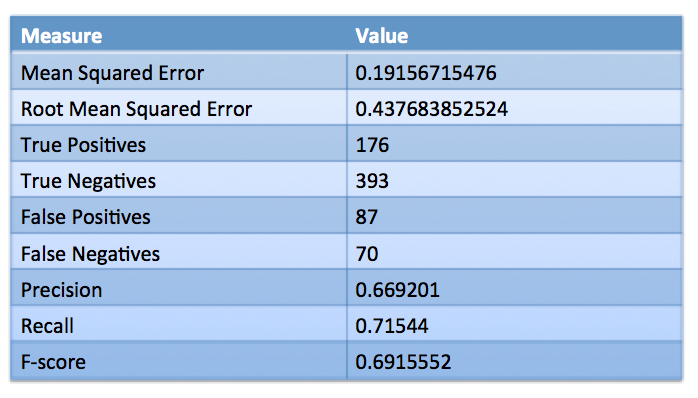 Measure Value
Mean Squared Error 0.19156715476
Root Mean Squared Error 0.437683852524
True Positives 176
True Negatives 393
False Positives 87
False Negatives 70
Precision 0.669201
Recall 0.71544
F-score 0.6915552